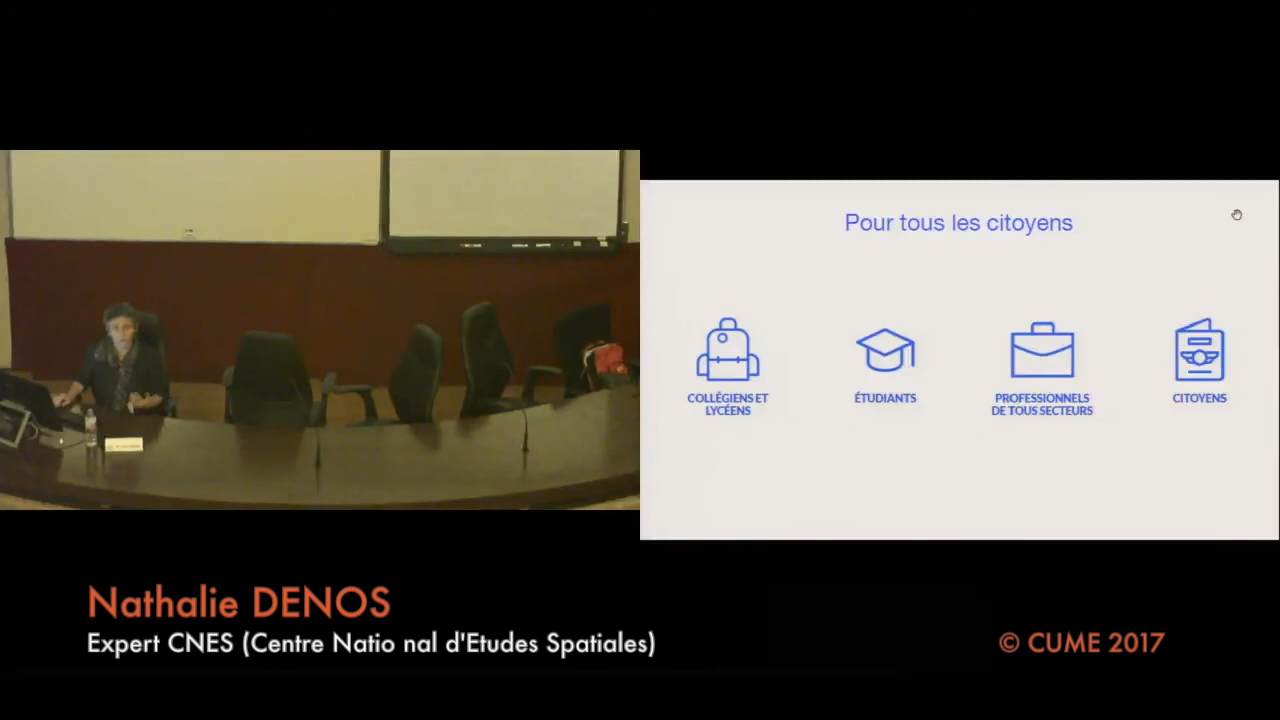 Pour tous les citoyens
COLLÉGIENS ET
LYCÉENS
ÉTUDIANTS
PROFESSIONNELS
DE TOUS SECTEURS
CITOYENS
Nathalie DENOS
Expert CNES (Centre Natio nal d'Etudes Spatiales)
© CUME 2017